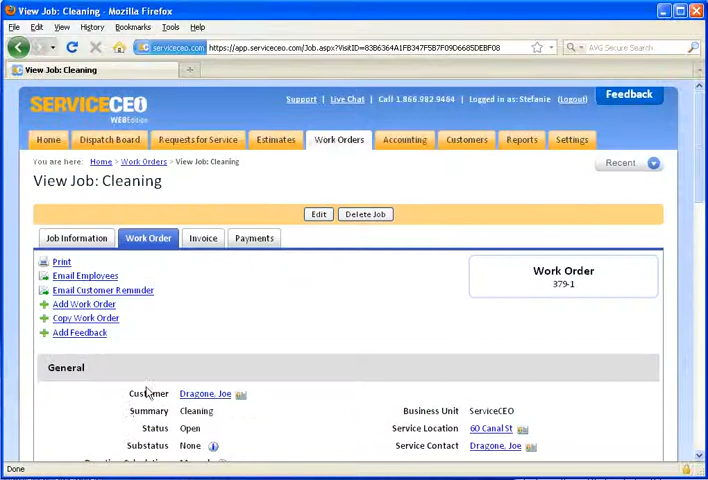 View Job: Cleaning - Mozilla Firefox
File Edit View History Bookmarks Tools Help
serviceceo.com https://app.serviceceo.com/Job.aspx?VisitID=83B6364A1FB347F5B7F09D6685DEBF08 AVG Secure Search
View Job: Cleaning
SERVICECEO Support | Live Chat | Call 1.866.982.9464 | Logged in as: Stefanie (Logout) Feedback
WEBEdition
Home Dispatch Board Requests for Service Estimates Work Orders Accounting Customers Reports Settings
You are here: Home > Work Orders > View Job: Cleaning Recent
View Job: Cleaning
Edit Delete Job
Job Information Work Order Invoice Payments
Print
Email Employees
Email Customer Reminder
Add Work Order
Copy Work Order
Add Feedback
Work Order
379-1
General
Customer Dragone, Joe
Summary Cleaning Business Unit ServiceCEO
Status Open Service Location 60 Canal St
Substatus None Service Contact Dragone, Joe
Done